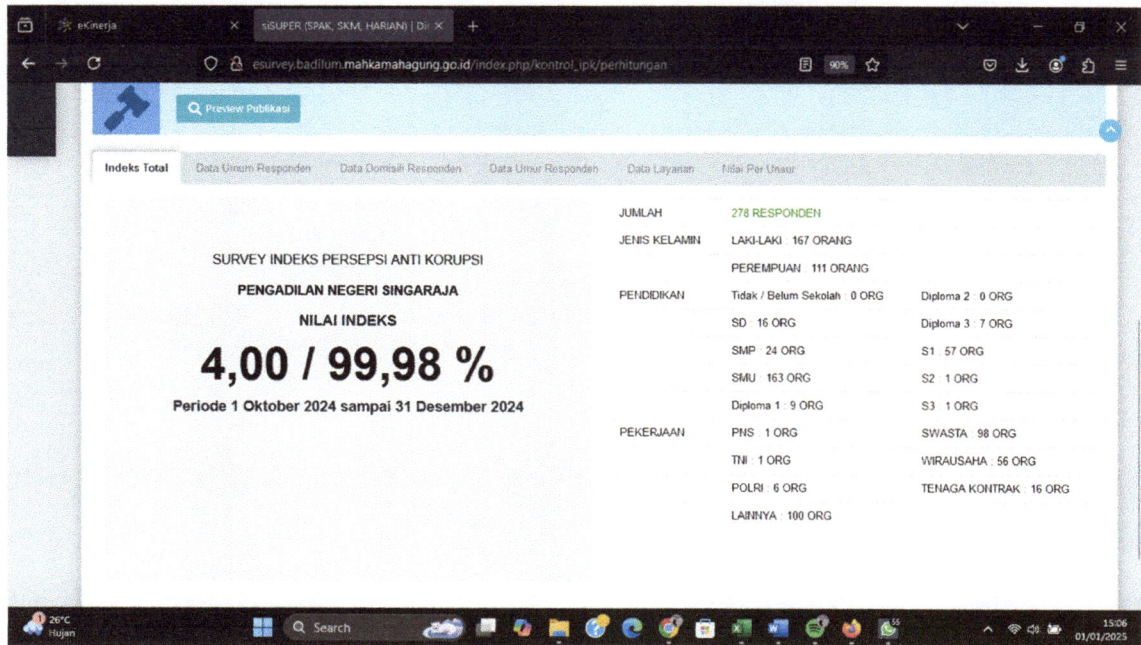 eKinerja
siSUPER (SPAK, SKM, HARIAN) | Di
esurvey.badilum.mahkamahagung.go.id/index.php/kontrol_ipk/perhitungan
90%
Preview Publikasi
Indeks Total Data Umum Responden Data Domisili Responden Data Umur Responden Data Layanan Nilai Per Unsur
SURVEY INDEKS PERSEPSI ANTI KORUPSI
PENGADILAN NEGERI SINGARAJA
NILAI INDEKS
4,00 / 99,98 %
Periode 1 Oktober 2024 sampai 31 Desember 2024
JUMLAH 278 RESPONDEN
JENIS KELAMIN LAKI-LAKI : 167 ORANG
PEREMPUAN : 111 ORANG
PENDIDIKAN Tidak / Belum Sekolah : 0 ORG Diploma 2 : 0 ORG
SD : 16 ORG Diploma 3 : 7 ORG
SMP : 24 ORG S1 : 57 ORG
SMU : 163 ORG S2 : 1 ORG
Diploma 1 : 9 ORG S3 : 1 ORG
PEKERJAAN PNS : 1 ORG SWASTA : 98 ORG
TNI : 1 ORG WIRAUSAHA : 56 ORG
POLRI : 6 ORG TENAGA KONTRAK : 16 ORG
LAINNYA : 100 ORG
1
26°C
Hujan
Search
55
15:06
01/01/2025